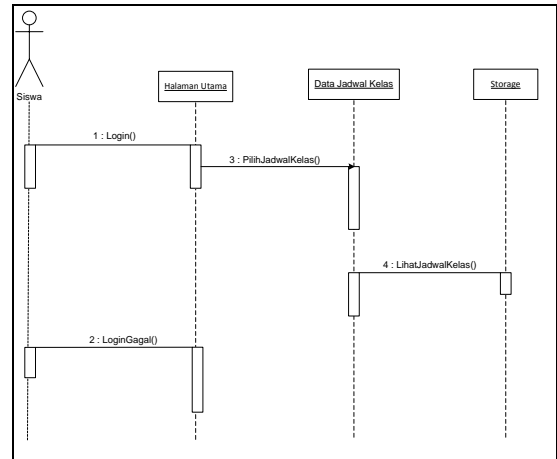 Siswa
Halaman Utama
Data Jadwal Kelas
Storage
1 : Login()
3 : PilihJadwalKelas()
4 : LihatJadwalKelas()
2 : LoginGagal()